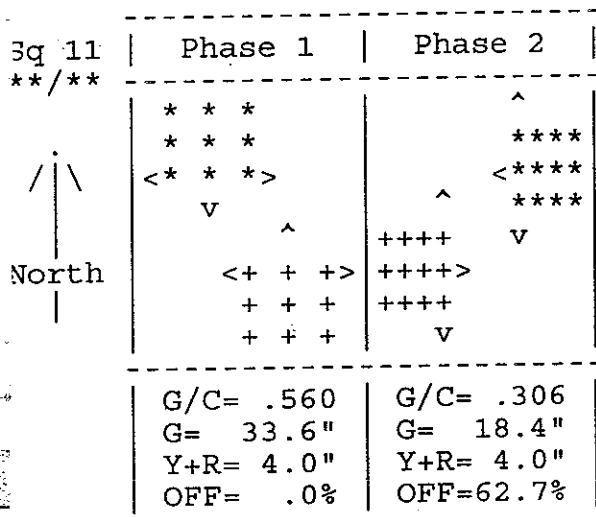 Sq 11 | Phase 1 | Phase 2 |
**/**
* * *              ^
* * *              ****
<* * *>          <****
v          ^      ****
^      ++++      v
North <+ + +> ++++>
+ + +      ++++
+ + +      v
G/C= .560 | G/C= .306
G= 33.6" | G= 18.4"
Y+R= 4.0" | Y+R= 4.0"
OFF= .0% | OFF=62.7%